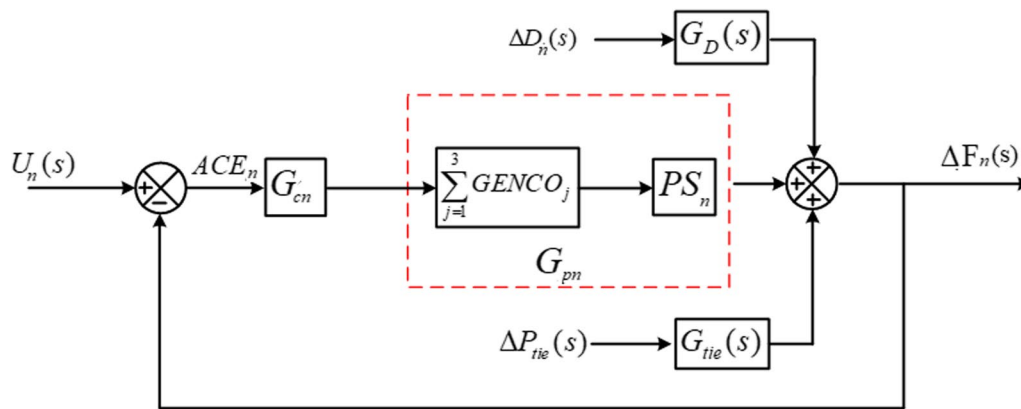 ΔD_n(s)
G_D(s)
U_n(s)
ACE_n
G_cn
3
∑ GENCO_j
j=1
PS_n
G_pn
ΔF_n(s)
ΔP_tie(s)
G_tie(s)
+
−
+
+
+